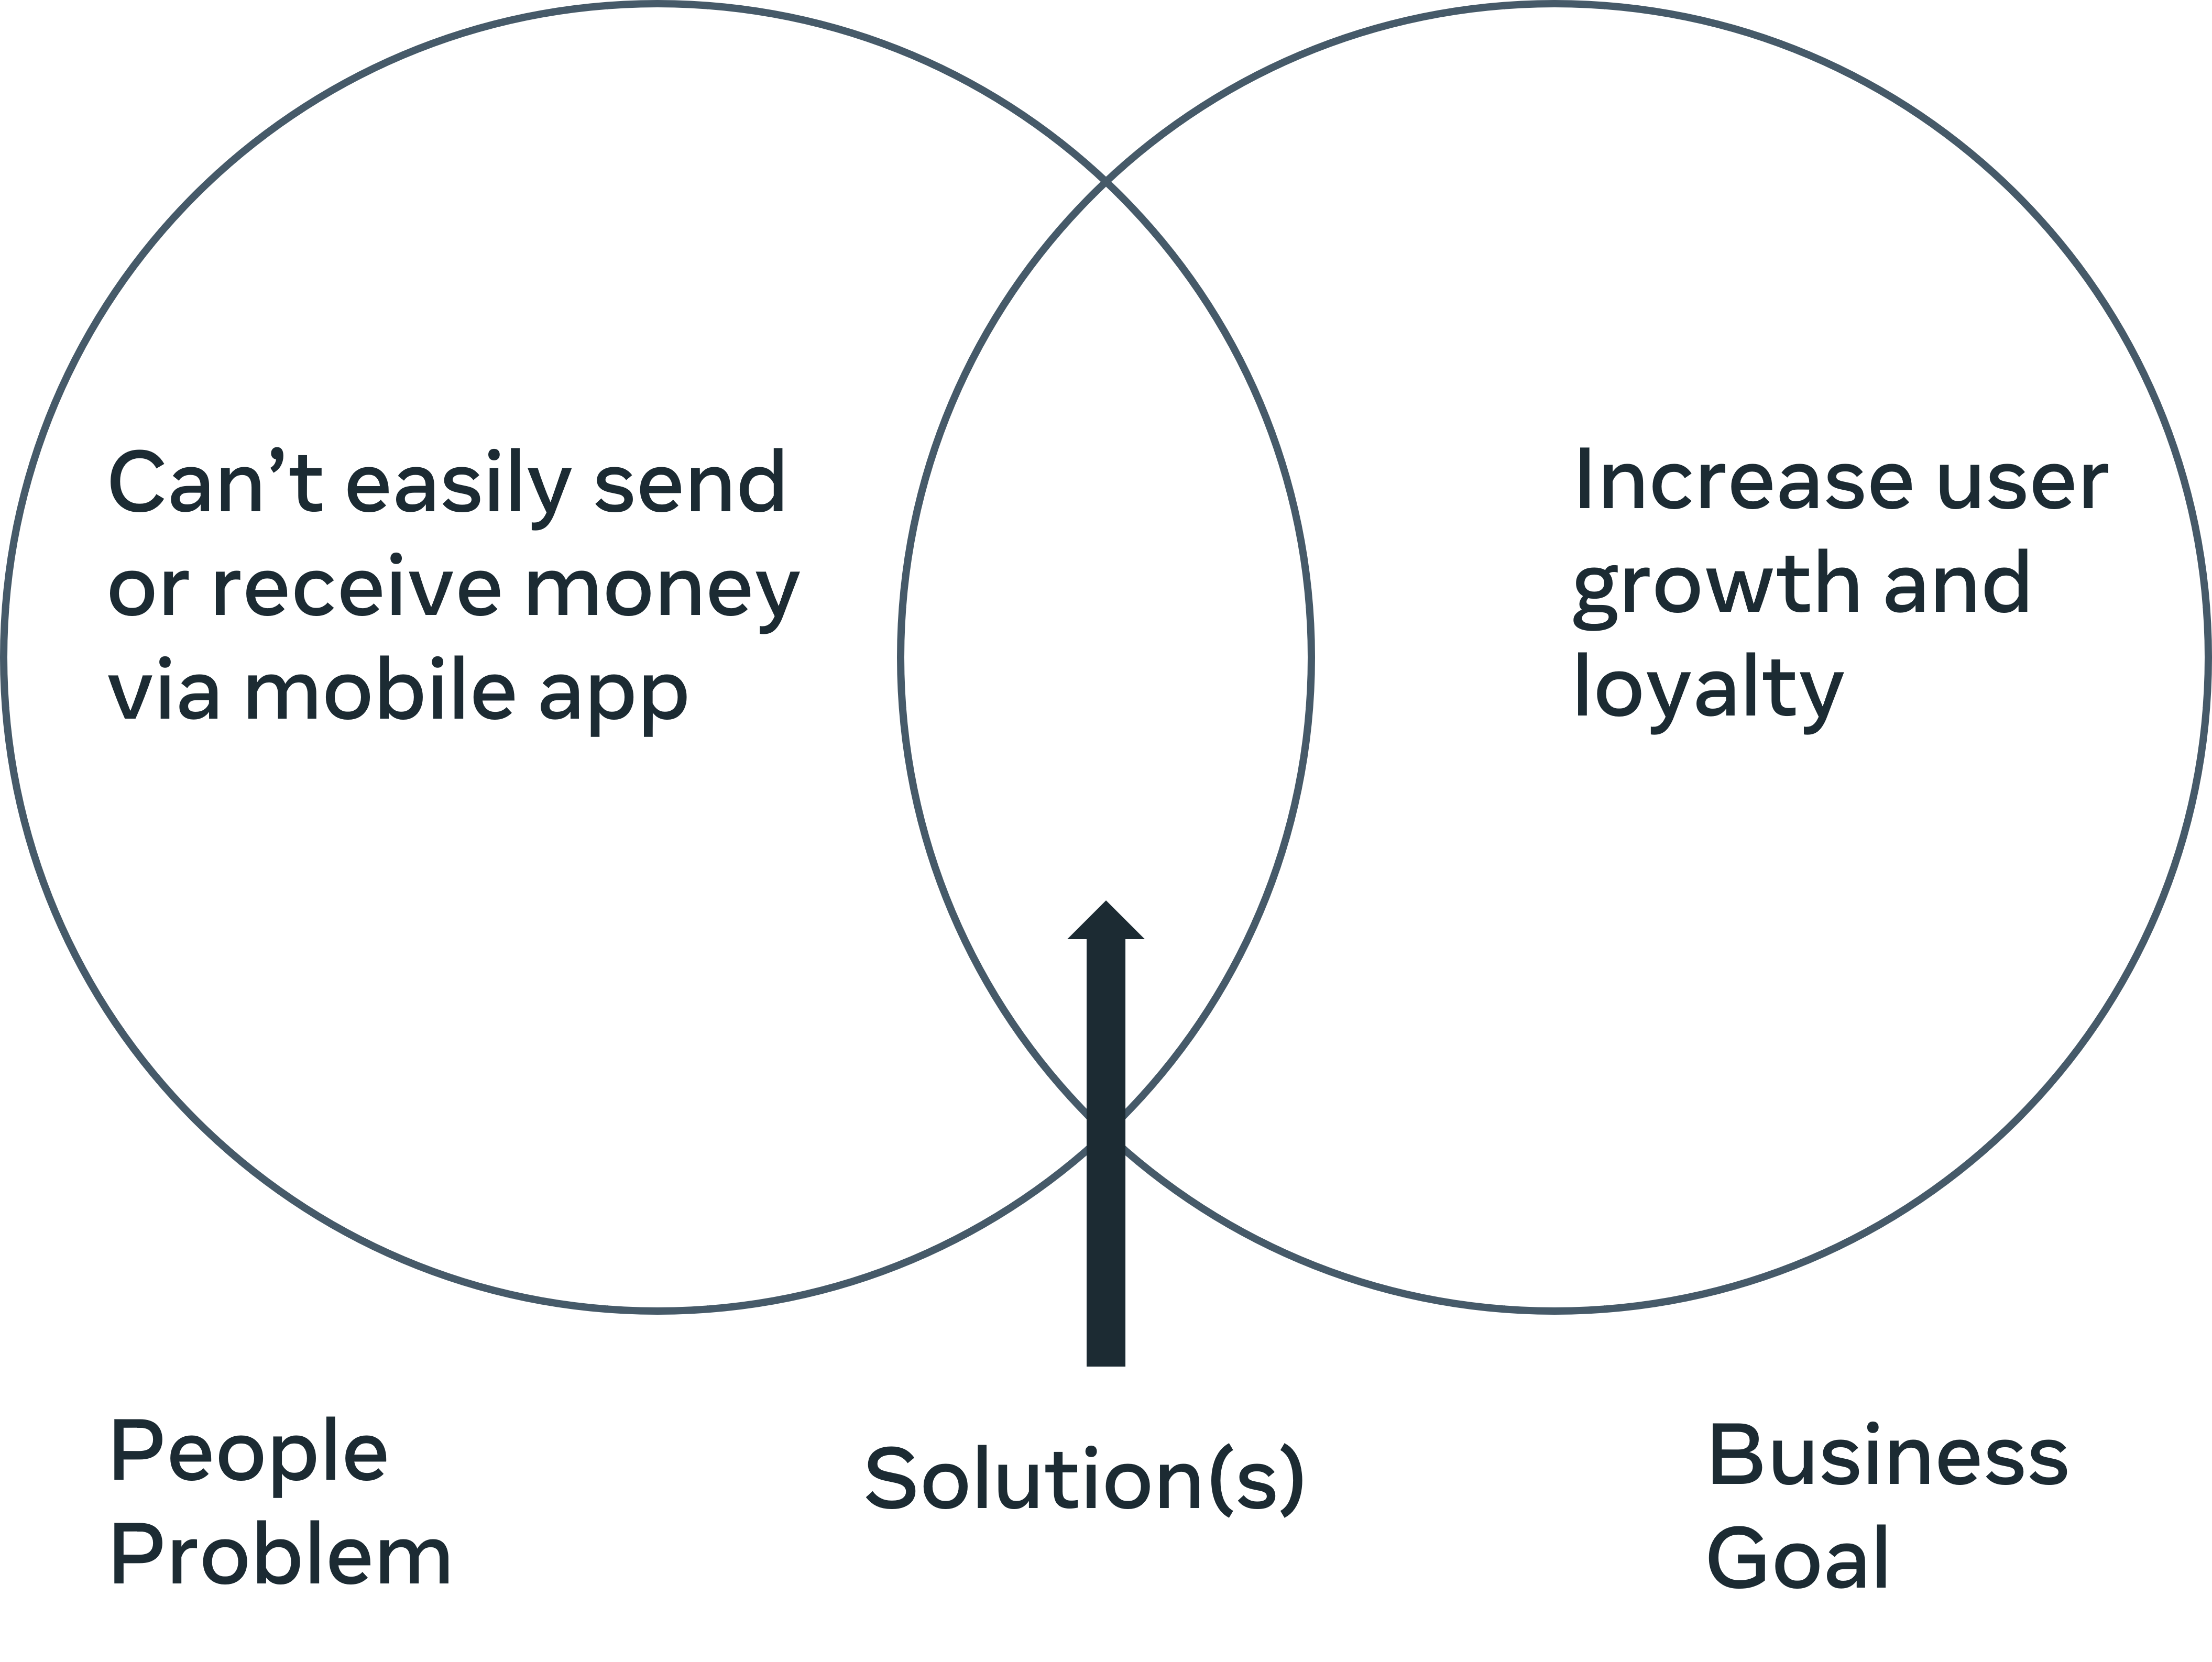 Can’t easily send
or receive money
via mobile app
Increase user
growth and
loyalty
People
Problem
Solution(s)
Business
Goal